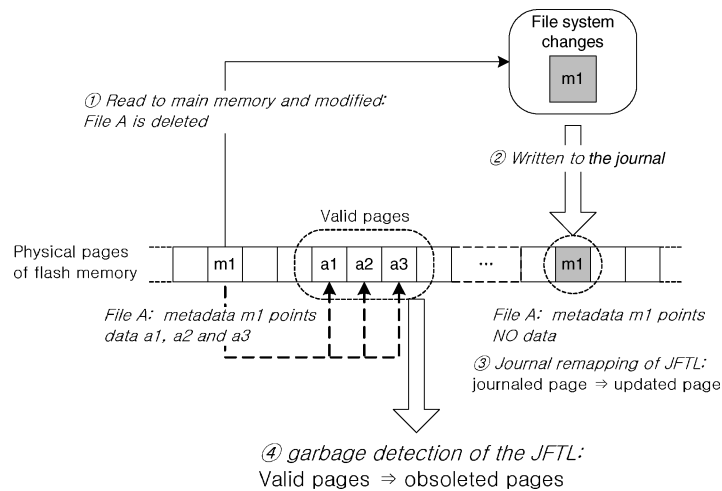 File system
changes
m1
① Read to main memory and modified:
File A is deleted
② Written to the journal
Valid pages
Physical pages
of flash memory
m1
a1
a2
a3
...
m1
File A: metadata m1 points
data a1, a2 and a3
File A: metadata m1 points
NO data
③ Journal remapping of JFTL:
journaled page ⇒ updated page
④ garbage detection of the JFTL:
Valid pages ⇒ obsoleted pages